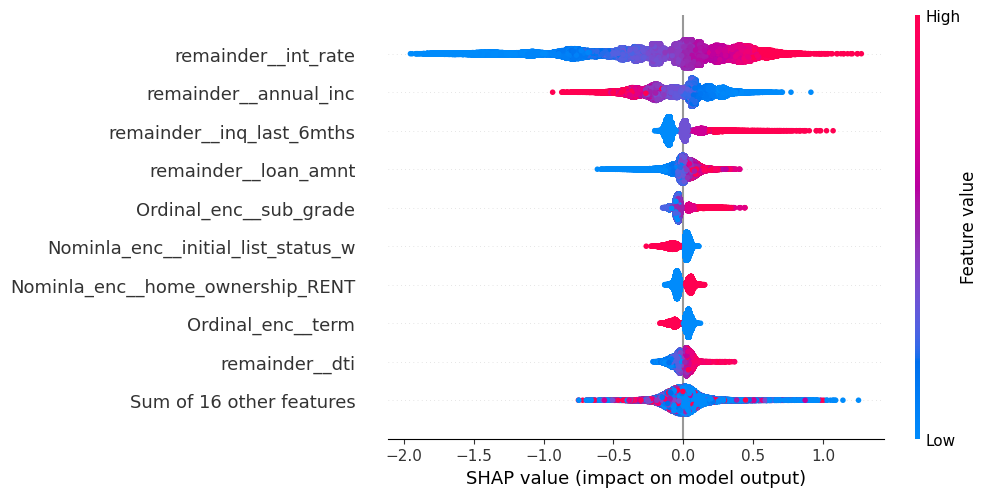 High
remainder__int_rate
remainder__annual_inc
remainder__inq_last_6mths
remainder__loan_amnt
Ordinal_enc__sub_grade
Nominla_enc__initial_list_status_w
Nominla_enc__home_ownership_RENT
Ordinal_enc__term
remainder__dti
Sum of 16 other features
Feature value
Low
−2.0 −1.5 −1.0 −0.5 0.0 0.5 1.0
SHAP value (impact on model output)